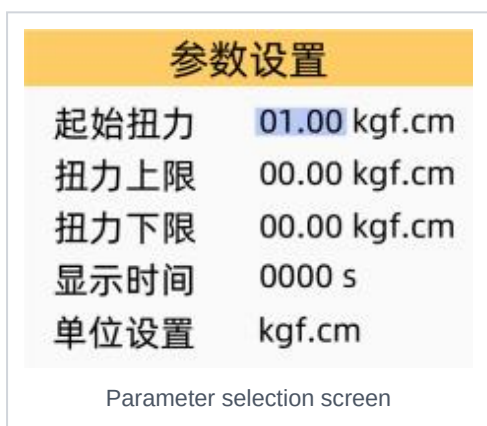 参数设置
起始扭力 01.00 kgf.cm
扭力上限 00.00 kgf.cm
扭力下限 00.00 kgf.cm
显示时间 0000 s
单位设置 kgf.cm
Parameter selection screen